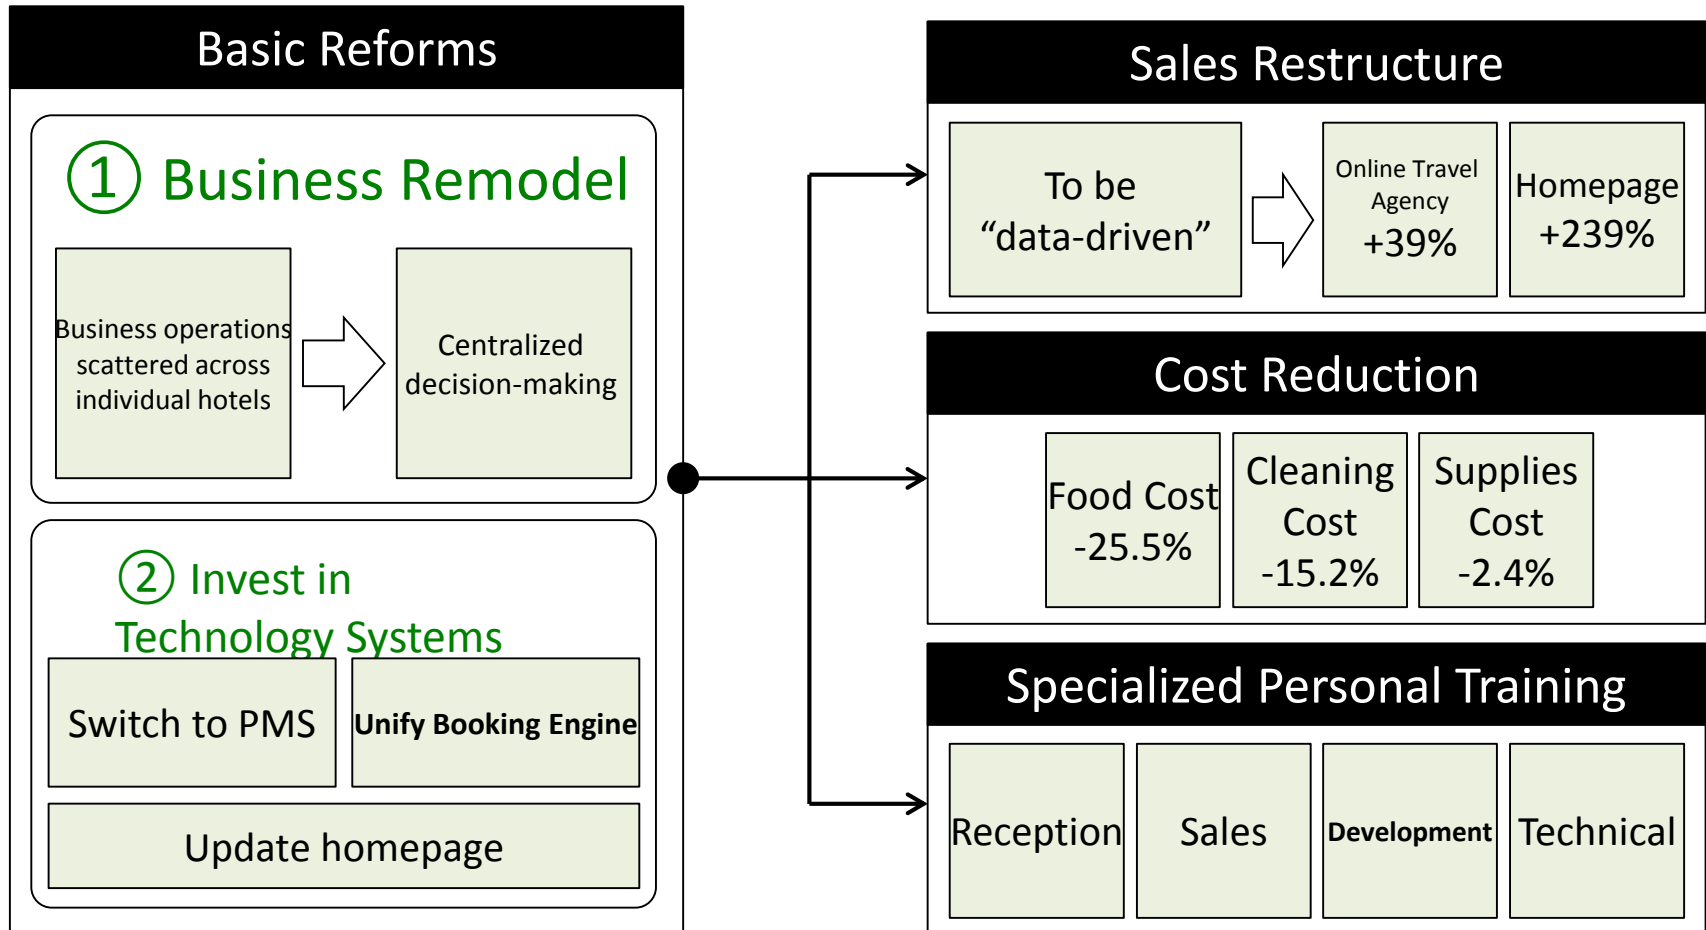 Basic Reforms
① Business Remodel
Business operations
scattered across
individual hotels
Centralized
decision-making
② Invest in
Technology Systems
Switch to PMS
Unify Booking Engine
Update homepage
Sales Restructure
To be
“data-driven”
Online Travel
Agency
+39%
Homepage
+239%
Cost Reduction
Food Cost
-25.5%
Cleaning
Cost
-15.2%
Supplies
Cost
-2.4%
Specialized Personal Training
Reception
Sales
Development
Technical